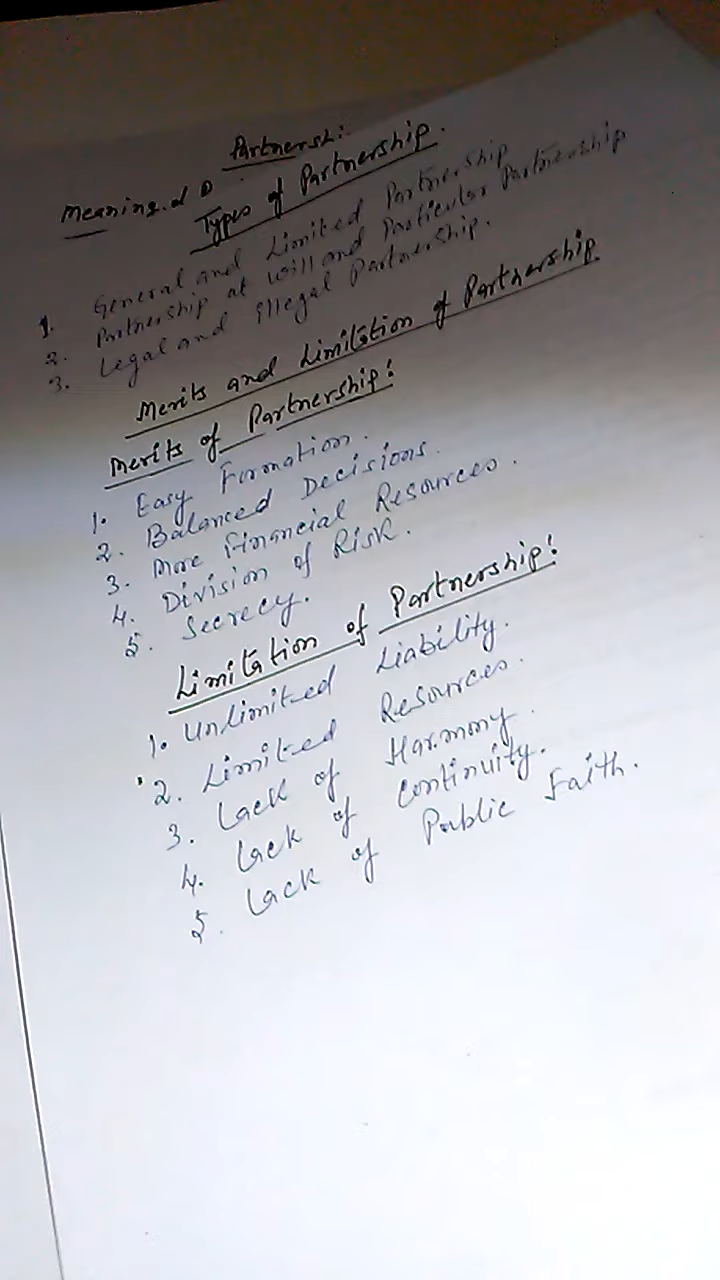 Partnershi
Meaning of
Types of Partnership.
1. General and Limited Partnership
2. Partnership at will and Particular Partnership
3. Legal and illegal Partnership.
Merits and Limitation of Partnership
Merits of Partnership:
1. Easy Formation.
2. Balanced Decisions.
3. More Financial Resources.
4. Division of Risk.
5. Secrecy.
Limitation of Partnership:
1. Unlimited Liability.
2. Limited Resources.
3. Lack of Harmony.
4. Lack of Continuity.
5. Lack of Public Faith.